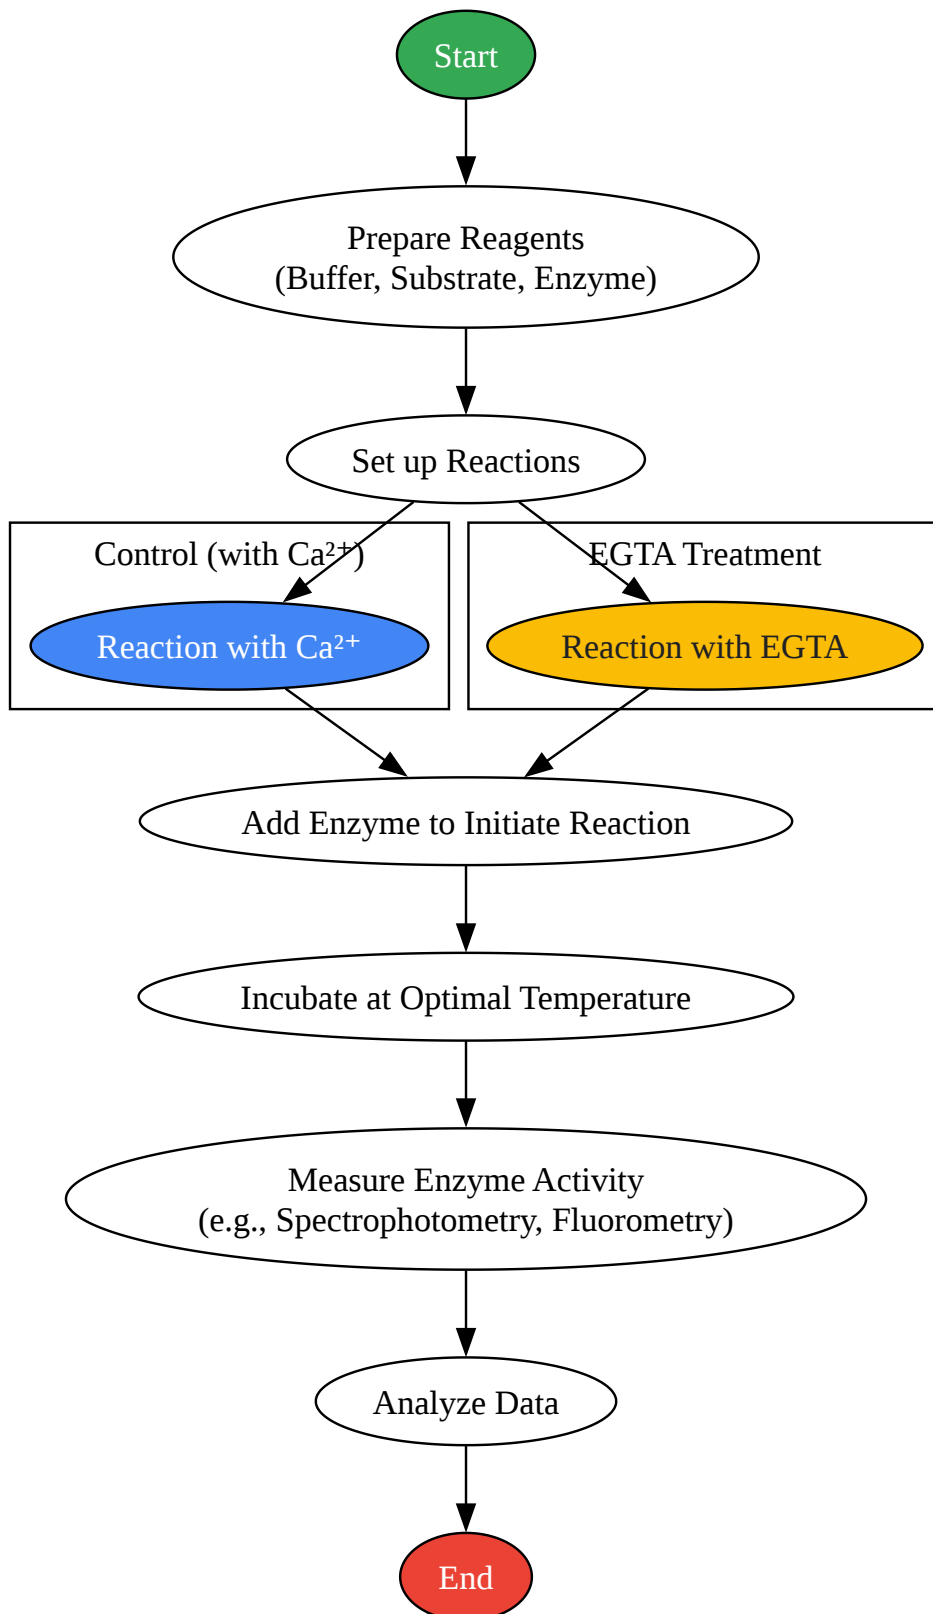 Start
Prepare Reagents
(Buffer, Substrate, Enzyme)
Set up Reactions
Control (with Ca²⁺)
EGTA Treatment
Reaction with Ca²⁺
Reaction with EGTA
Add Enzyme to Initiate Reaction
Incubate at Optimal Temperature
Measure Enzyme Activity
(e.g., Spectrophotometry, Fluorometry)
Analyze Data
End